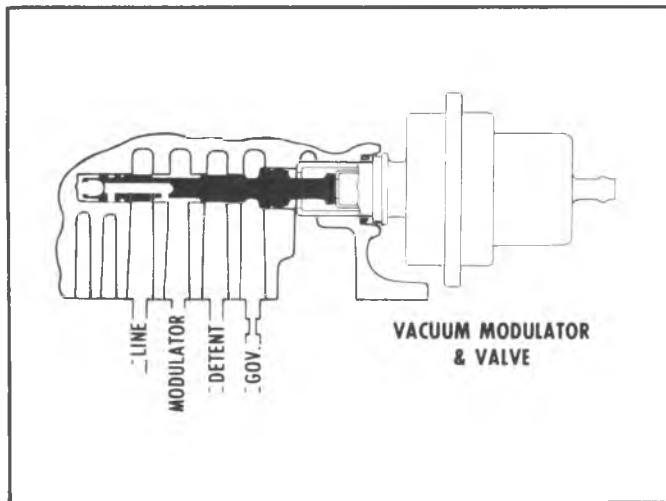 LINE
MODULATOR
DETENT
GOV.
VACUUM MODULATOR
& VALVE